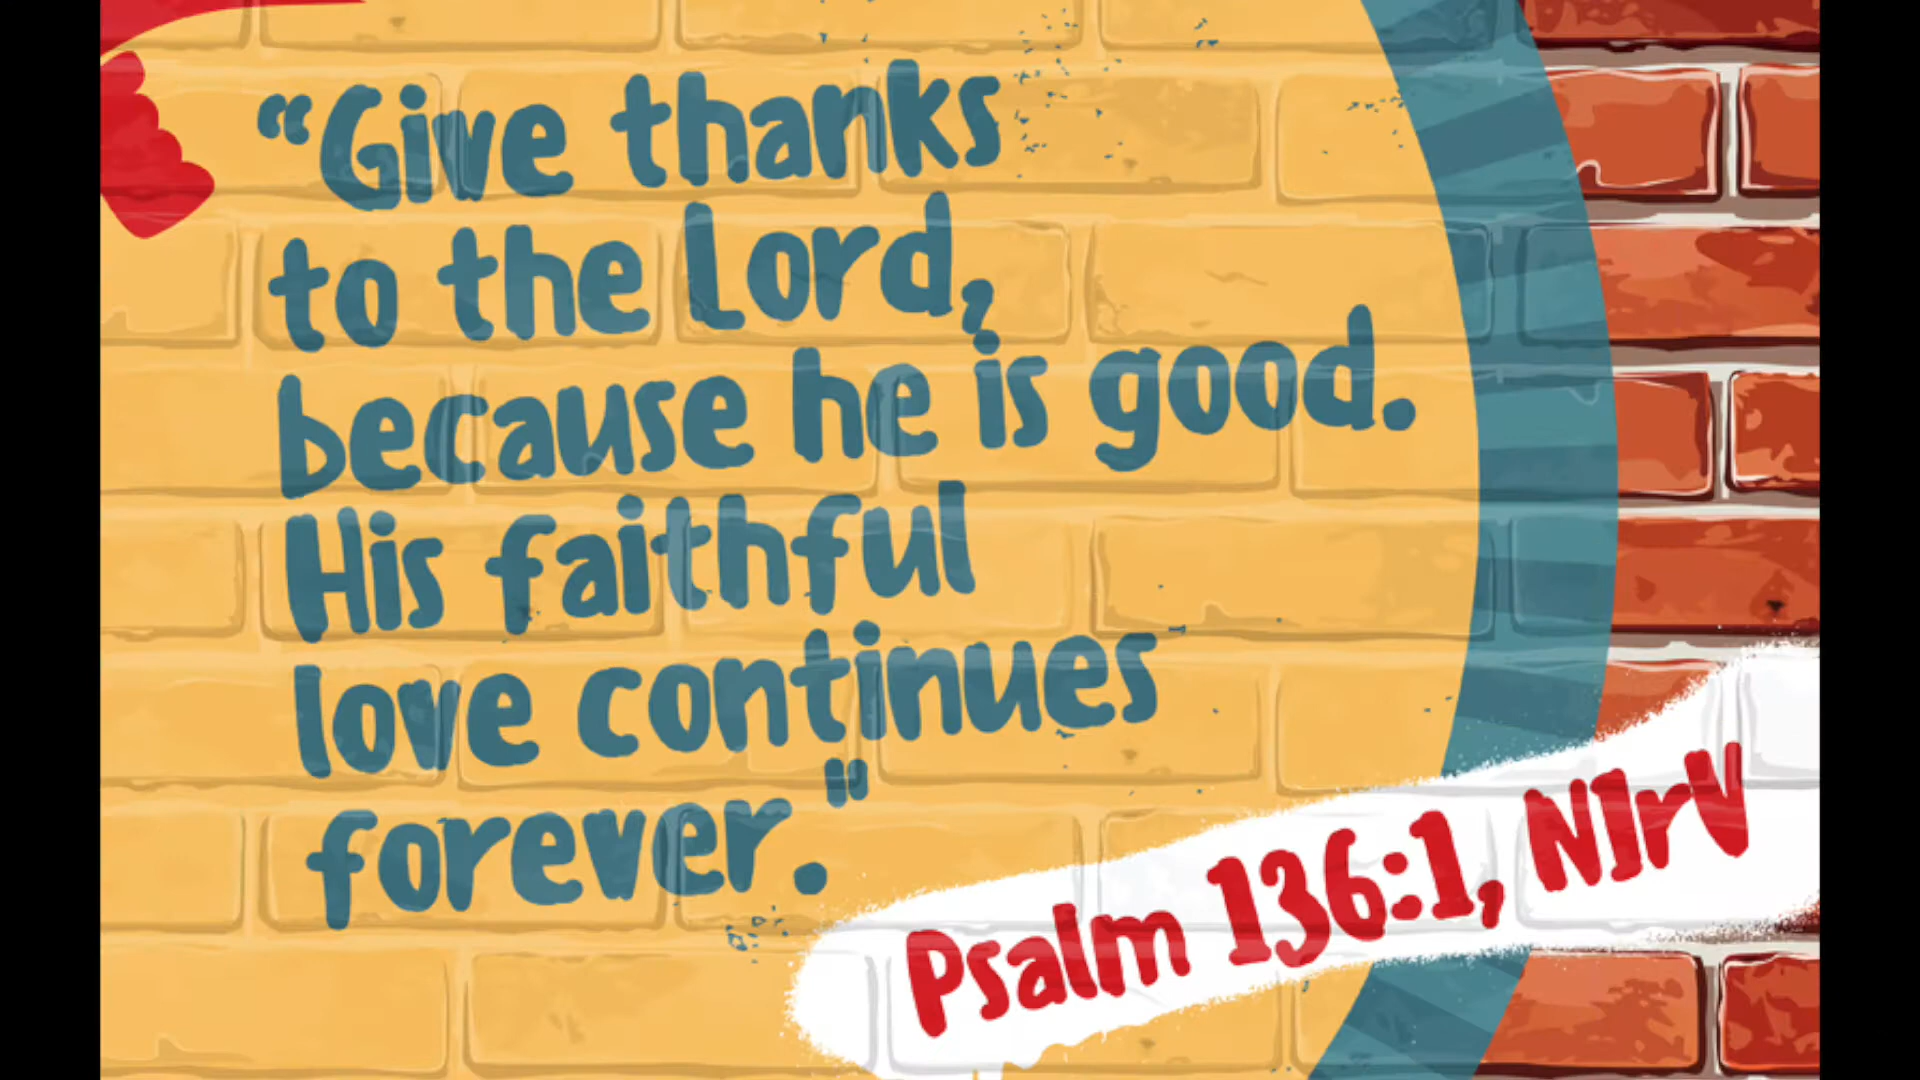 “Give thanks
to the Lord,
because he is good.
His faithful
love continues
forever."
Psalm 136:1, NIrV